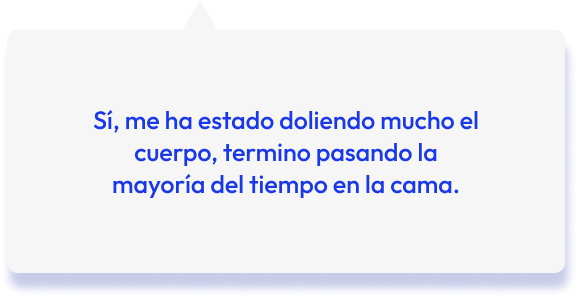 Sí, me ha estado doliendo mucho el
cuerpo, termino pasando la
mayoría del tiempo en la cama.